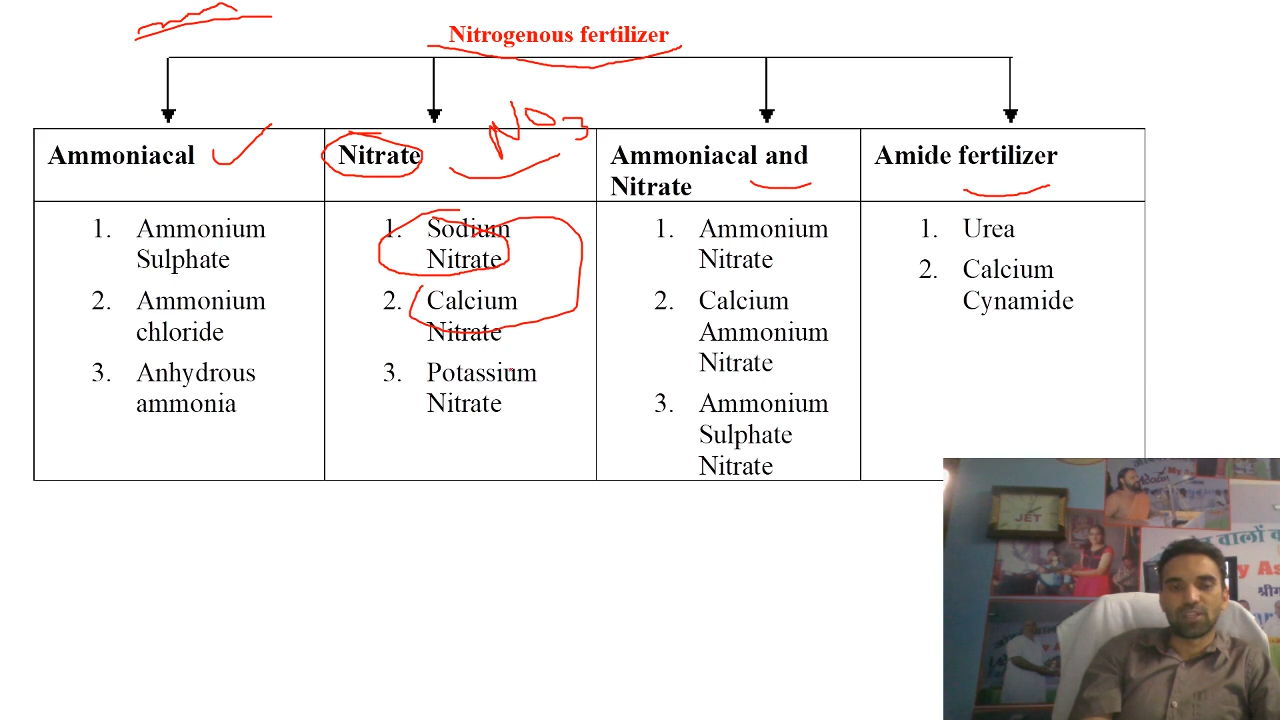 Nitrogenous fertilizer
NO3
Ammoniacal
Nitrate
Ammoniacal and
Nitrate
Amide fertilizer
1. Ammonium
Sulphate
2. Ammonium
chloride
3. Anhydrous
ammonia
1. Sodium
Nitrate
2. Calcium
Nitrate
3. Potassium
Nitrate
1. Ammonium
Nitrate
2. Calcium
Ammonium
Nitrate
3. Ammonium
Sulphate
Nitrate
1. Urea
2. Calcium
Cynamide
JET
वालों